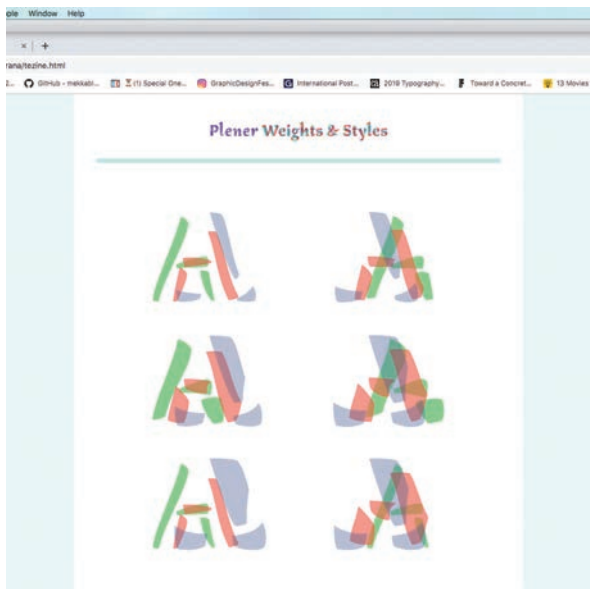 Window Help
× +
rana/tezine.html
GitHub - mekkabl... (1) Special One... GraphicDesignFes... International Post... 2019 Typography... Toward a Concret... 13 Movies
Plener Weights & Styles